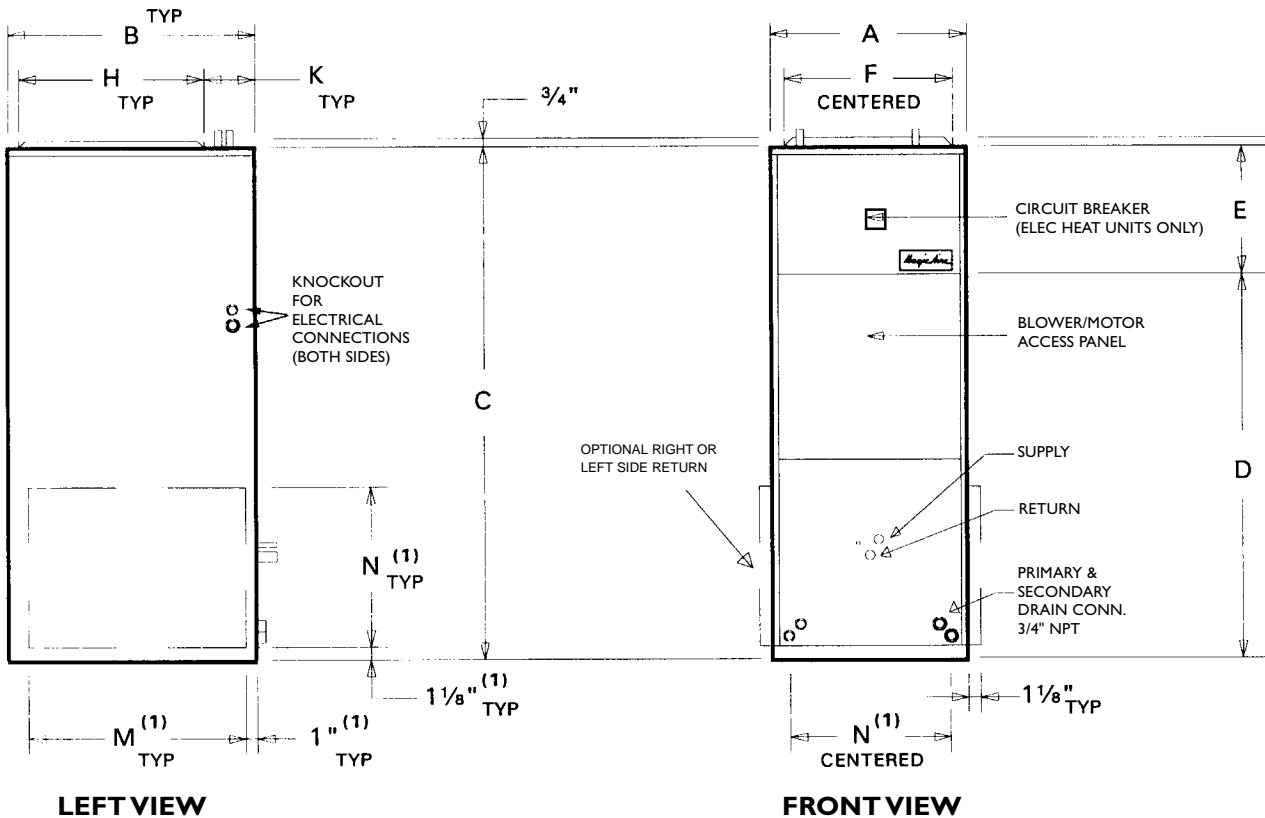 TYP
B
H
TYP
K
TYP
3/4"
KNOCKOUT
FOR
ELECTRICAL
CONNECTIONS
(BOTH SIDES)
C
N (1)
TYP
1 1/8" (1)
TYP
M (1)
TYP
1" (1)
TYP
LEFT VIEW
A
F
CENTERED
CIRCUIT BREAKER
(ELEC HEAT UNITS ONLY)
E
MagicAire
BLOWER/MOTOR
ACCESS PANEL
D
OPTIONAL RIGHT OR
LEFT SIDE RETURN
SUPPLY
RETURN
PRIMARY &
SECONDARY
DRAIN CONN.
3/4" NPT
1 1/8"
TYP
N (1)
CENTERED
FRONT VIEW